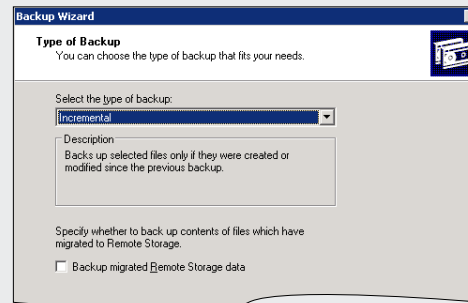 Backup Wizard
Type of Backup
You can choose the type of backup that fits your needs.
Select the type of backup:
Incremental
Description
Backs up selected files only if they were created or
modified since the previous backup.
Specify whether to back up contents of files which have
migrated to Remote Storage.
Backup migrated Remote Storage data